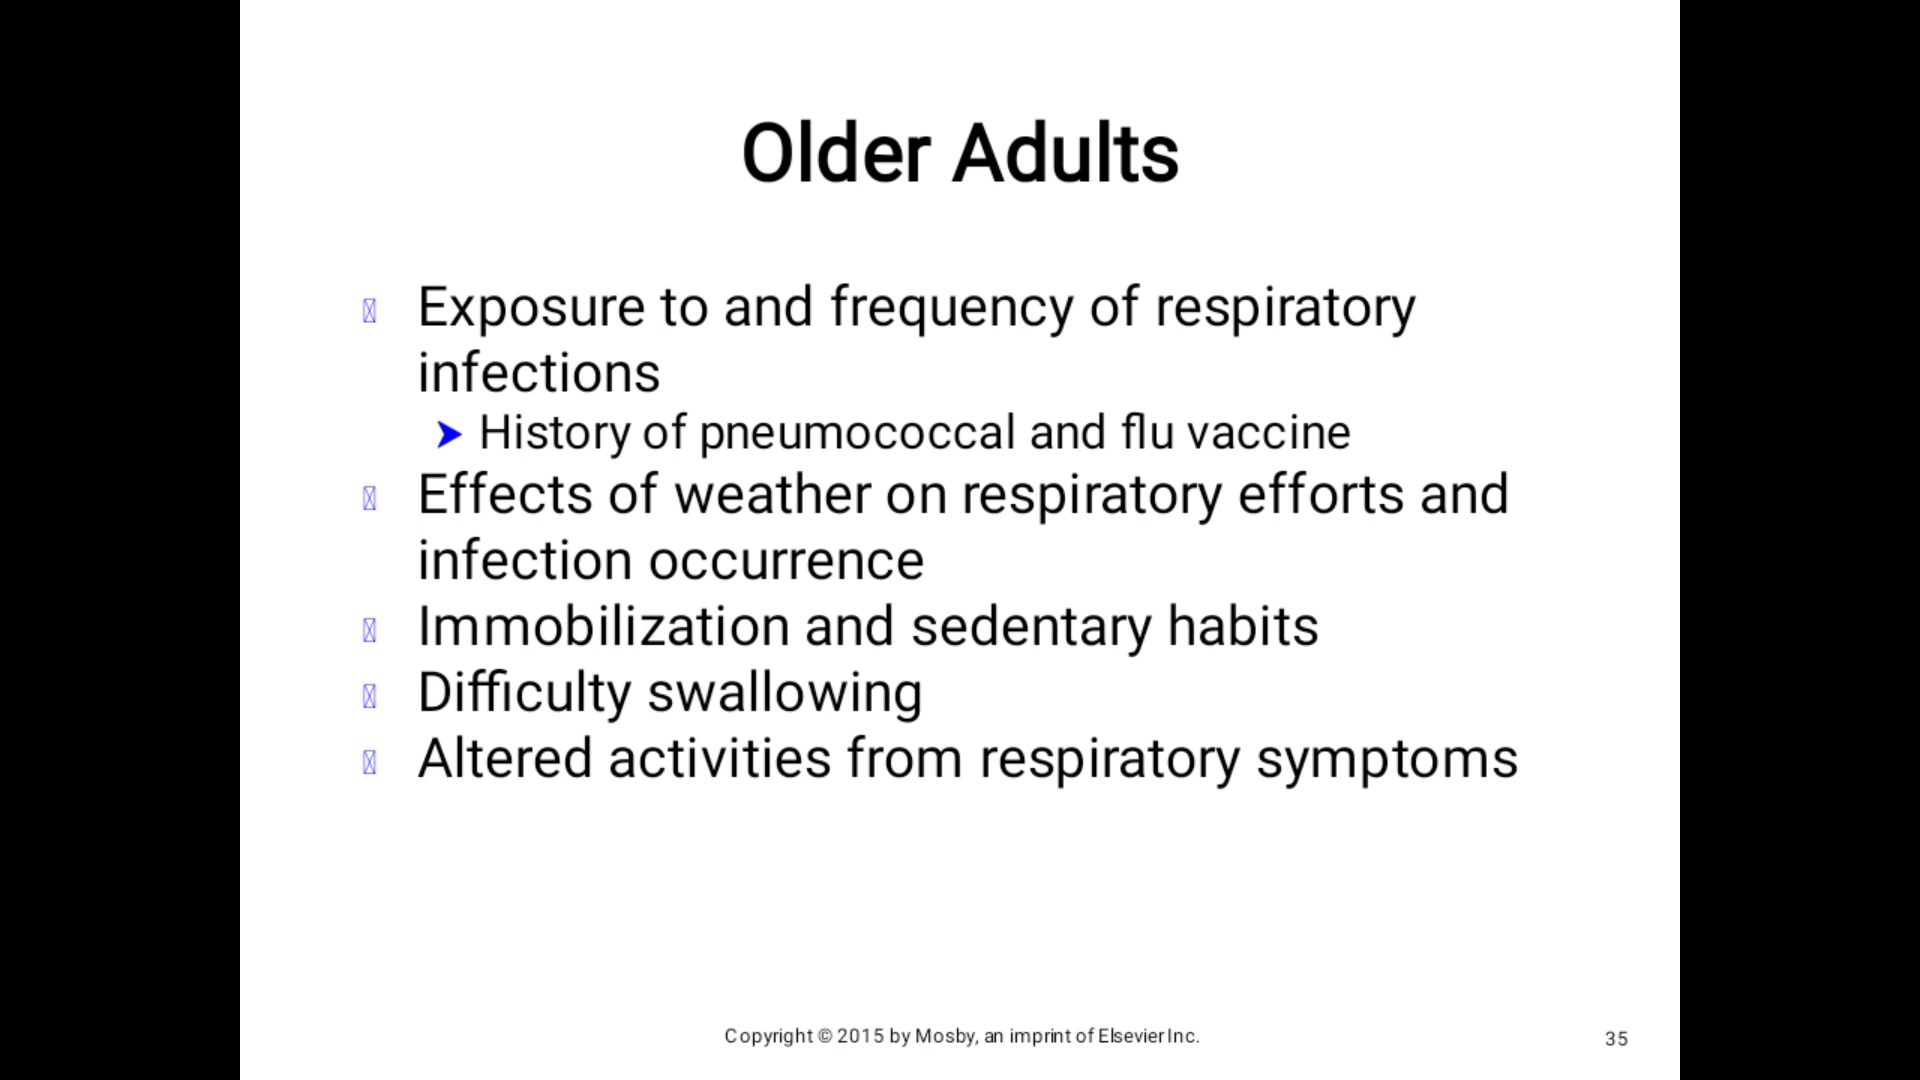 Older Adults
Exposure to and frequency of respiratory
infections
➤ History of pneumococcal and flu vaccine
Effects of weather on respiratory efforts and
infection occurrence
Immobilization and sedentary habits
Difficulty swallowing
Altered activities from respiratory symptoms
Copyright © 2015 by Mosby, an imprint of Elsevier Inc.
35